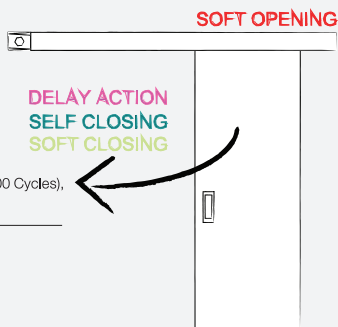 SOFT OPENING
DELAY ACTION
SELF CLOSING
SOFT CLOSING
Cycles),